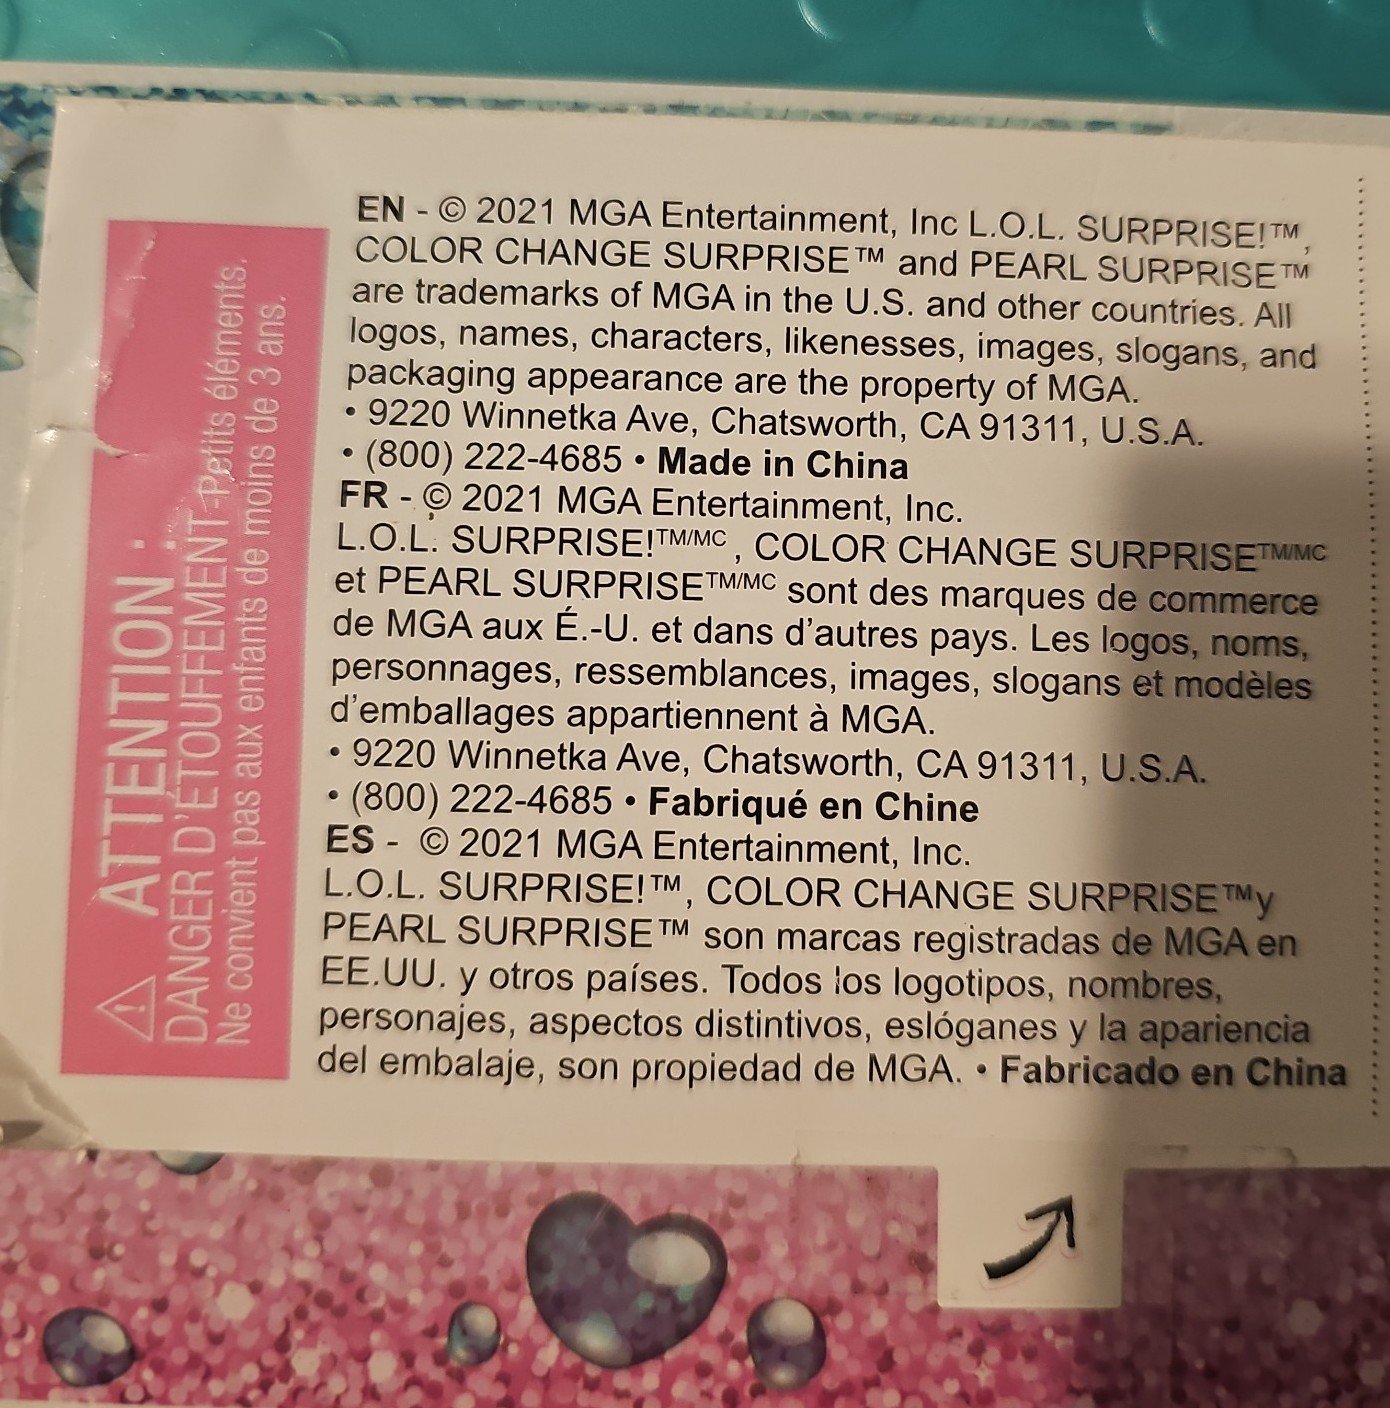 ATTENTION :
DANGER D'ÉTOUFFEMENT-Petits éléments.
Ne convient pas aux enfants de moins de 3 ans.
EN - © 2021 MGA Entertainment, Inc L.O.L. SURPRISE!™,
COLOR CHANGE SURPRISE™ and PEARL SURPRISE™
are trademarks of MGA in the U.S. and other countries. All
logos, names, characters, likenesses, images, slogans, and
packaging appearance are the property of MGA.
• 9220 Winnetka Ave, Chatsworth, CA 91311, U.S.A.
• (800) 222-4685 • Made in China
FR - © 2021 MGA Entertainment, Inc.
L.O.L. SURPRISE!™/MC , COLOR CHANGE SURPRISE™/MC
et PEARL SURPRISE™/MC sont des marques de commerce
de MGA aux É.-U. et dans d'autres pays. Les logos, noms,
personnages, ressemblances, images, slogans et modèles
d'emballages appartiennent à MGA.
• 9220 Winnetka Ave, Chatsworth, CA 91311, U.S.A.
• (800) 222-4685 • Fabriqué en Chine
ES - © 2021 MGA Entertainment, Inc.
L.O.L. SURPRISE!™, COLOR CHANGE SURPRISE™y
PEARL SURPRISE™ son marcas registradas de MGA en
EE.UU. y otros países. Todos los logotipos, nombres,
personajes, aspectos distintivos, eslóganes y la apariencia
del embalaje, son propiedad de MGA. • Fabricado en China